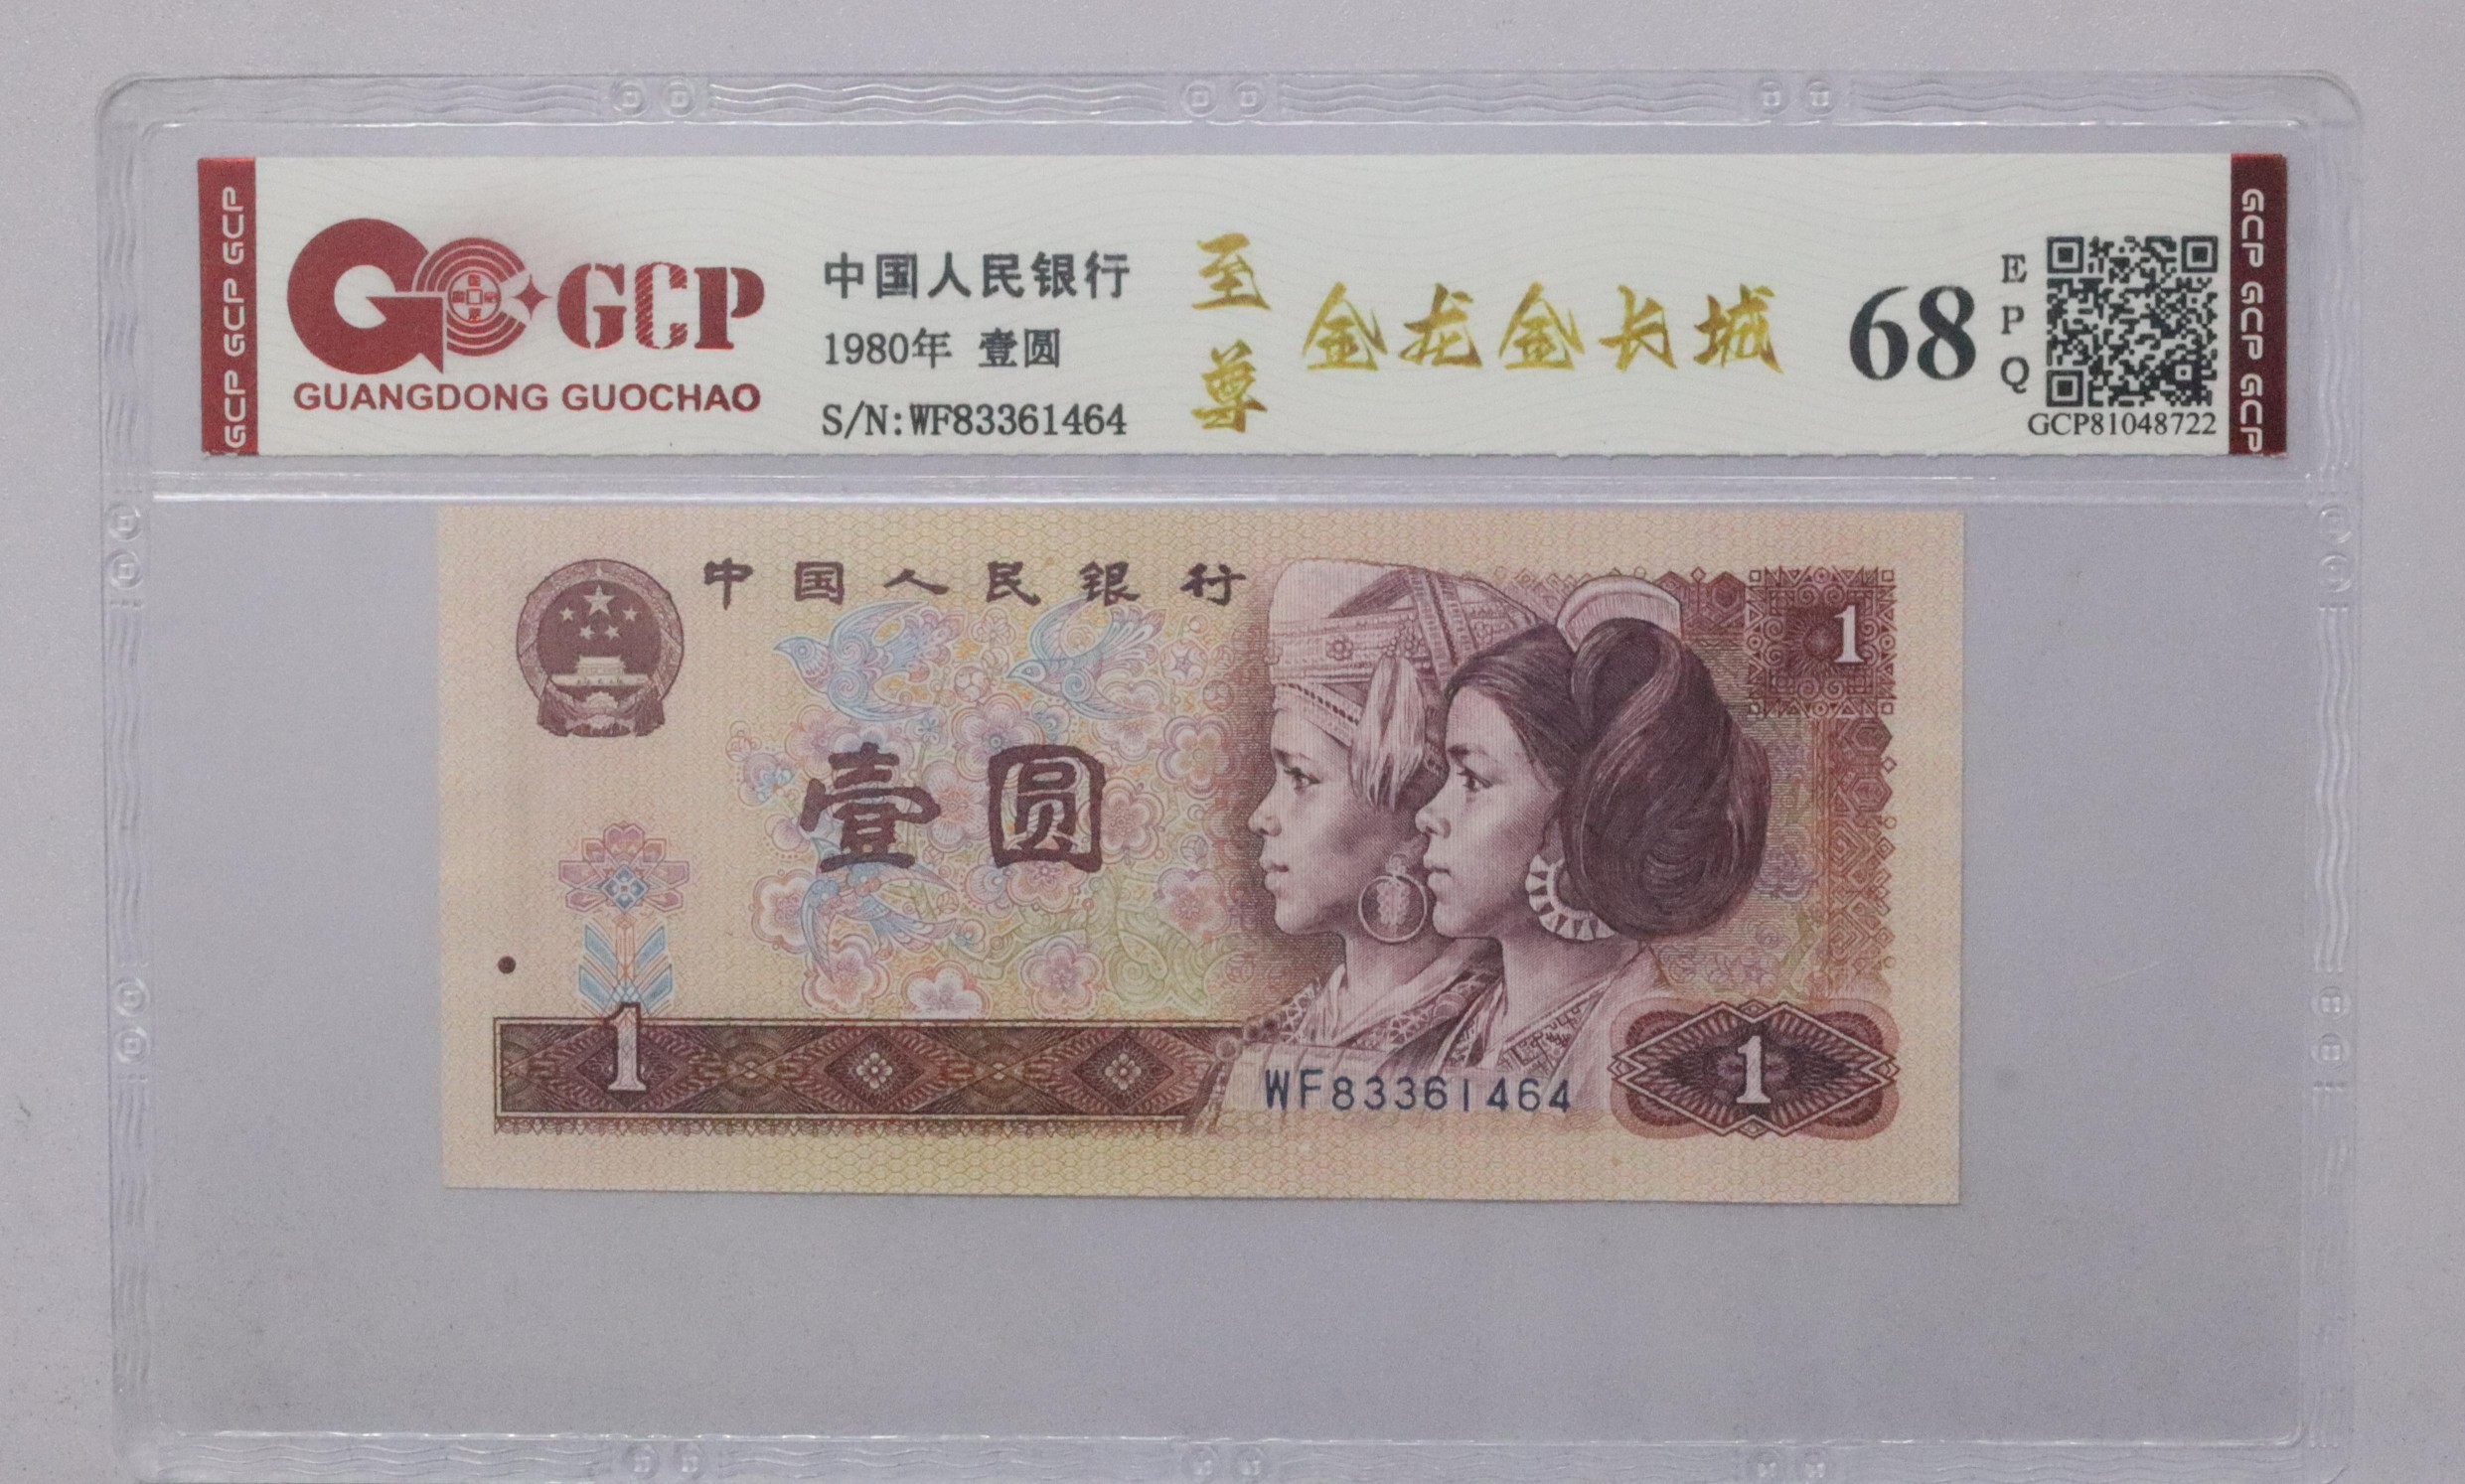 GCP GCP GCP
GCP
GUANGDONG GUOCHAO
中国人民银行
1980年 壹圆
S/N:WF83361464
至尊
金龙金长城
68
EPQ
GCP81048722
GCP GCP GCP
中国人民银行
1
壹圆
1
WF83361464
1